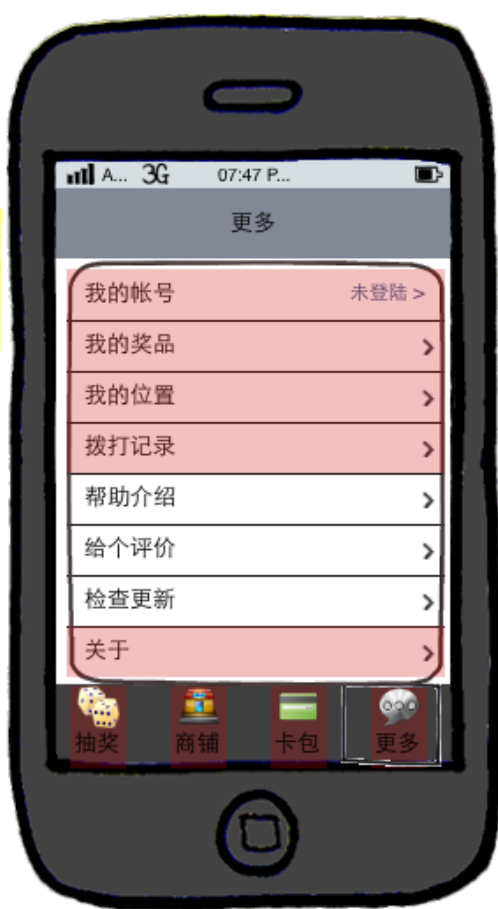 A... 3G 07:47 P...
更多
我的帐号 未登陆 >
我的奖品
我的位置
拨打记录
帮助介绍
给个评价
检查更新
关于
抽奖 商铺 卡包 更多